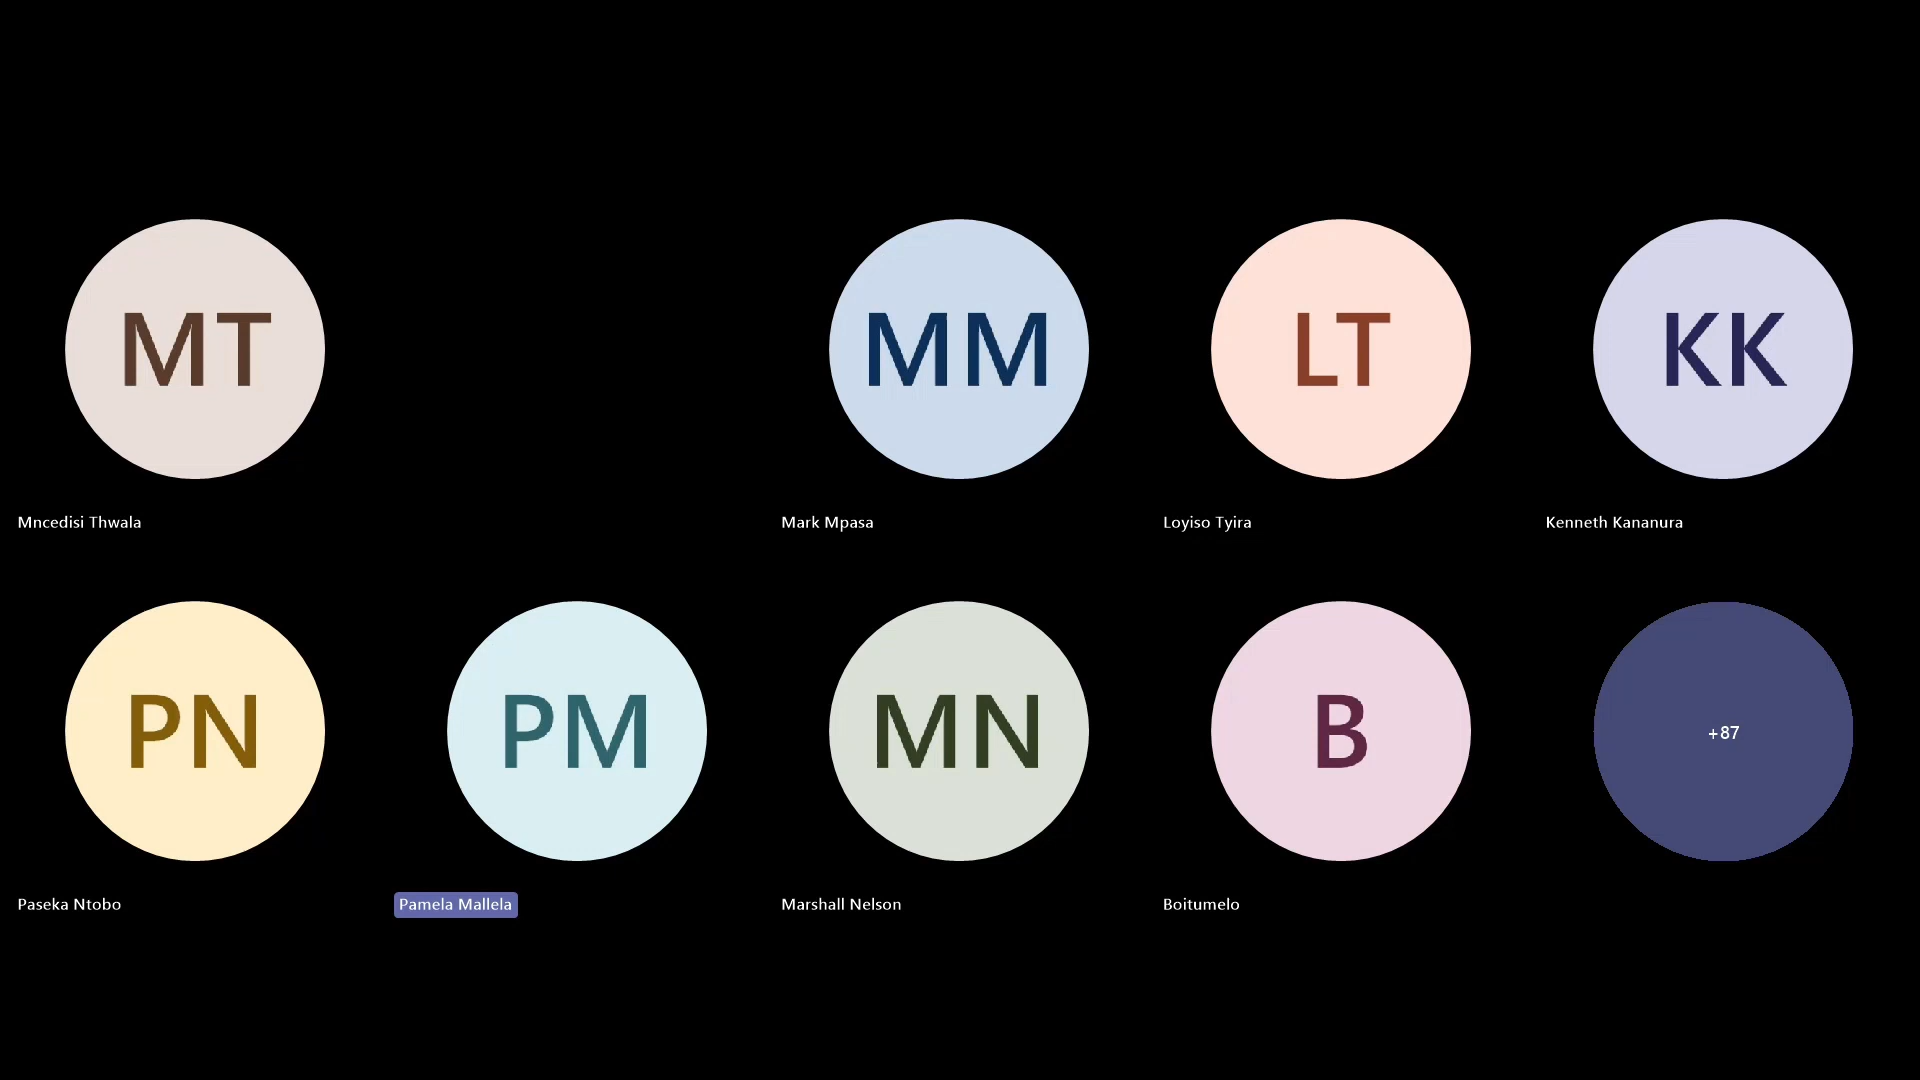 MT
MM
LT
KK
Mncedisi Thwala
Mark Mpasa
Loyiso Tyira
Kenneth Kananura
PN
PM
MN
B
+87
Paseka Ntobo
Pamela Mallela
Marshall Nelson
Boitumelo